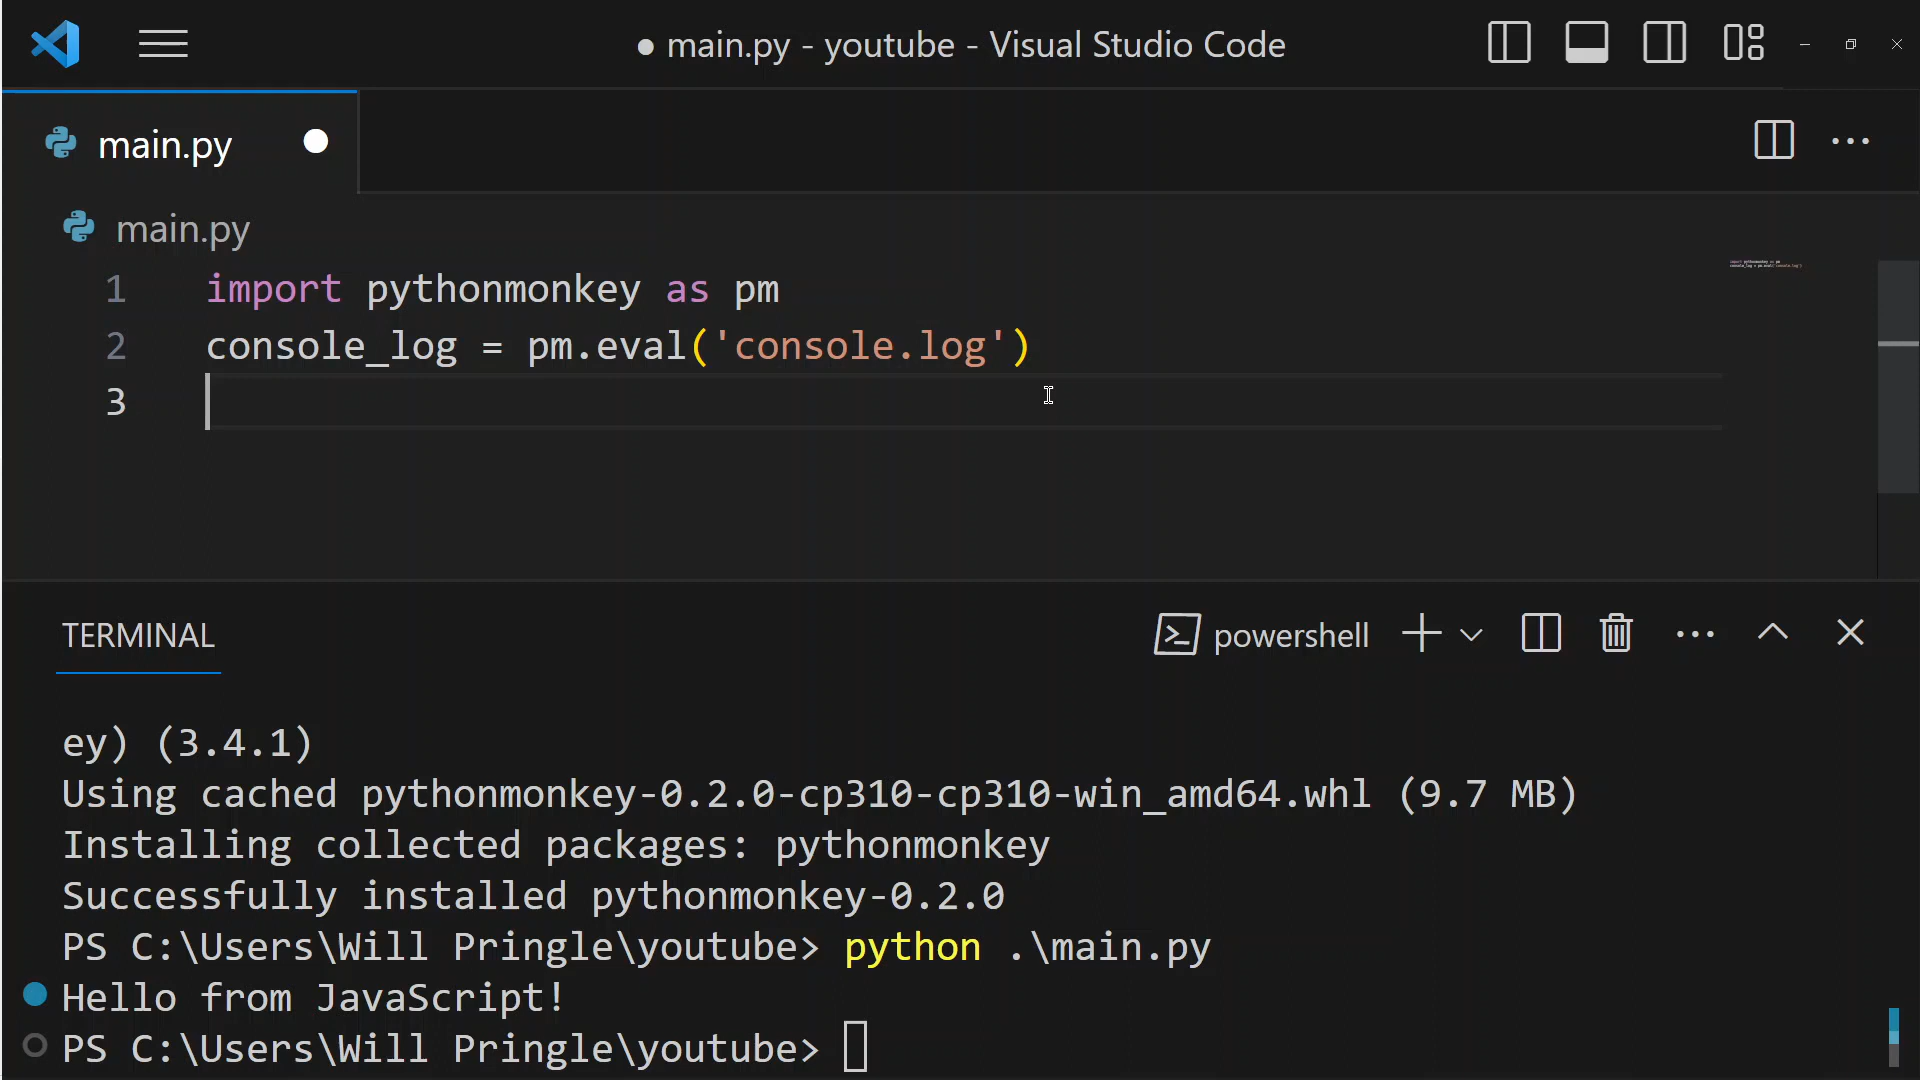 ● main.py - youtube - Visual Studio Code
main.py
main.py
1 import pythonmonkey as pm
2 console_log = pm.eval('console.log')
3
TERMINAL
powershell
ey) (3.4.1)
Using cached pythonmonkey-0.2.0-cp310-cp310-win_amd64.whl (9.7 MB)
Installing collected packages: pythonmonkey
Successfully installed pythonmonkey-0.2.0
PS C:\Users\Will Pringle\youtube> python .\main.py
Hello from JavaScript!
PS C:\Users\Will Pringle\youtube>